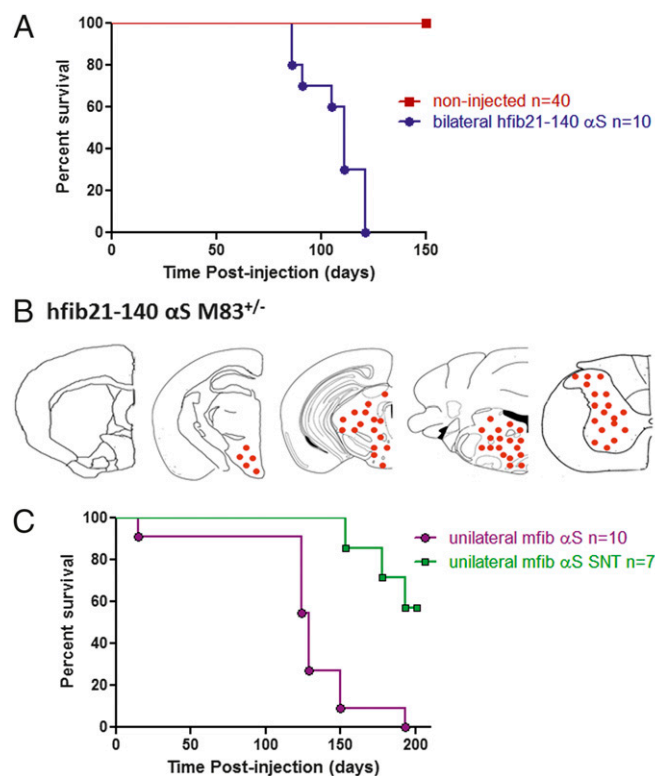 A
100
80
60
40
20
0
Percent survival
0
50
100
150
Time Post-injection (days)
non-injected n=40
bilateral hfib21-140 αS n=10
B hfib21-140 αS M83+/-
C
100
80
60
40
20
0
Percent survival
0
50
100
150
200
Time Post-injection (days)
unilateral mfib αS n=10
unilateral mfib αS SNT n=7